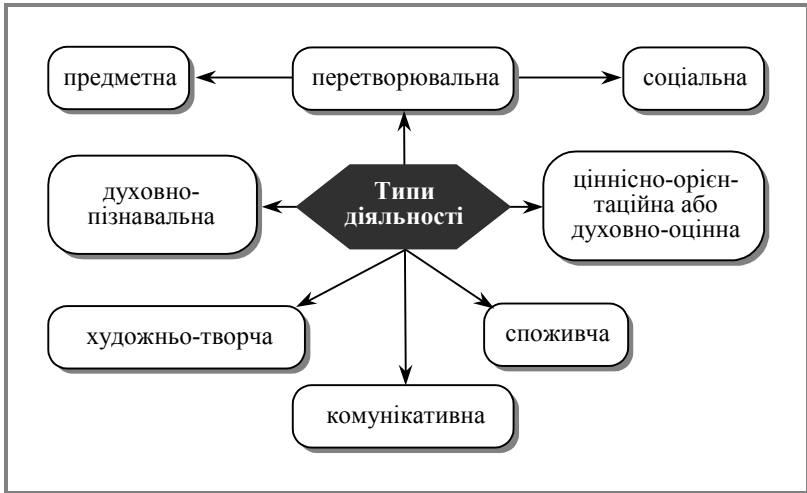 предметна
перетворювальна
соціальна
духовно-
пізнавальна
Типи
діяльності
ціннісно-орієн-
таційна або
духовно-оцінна
художньо-творча
споживча
комунікативна